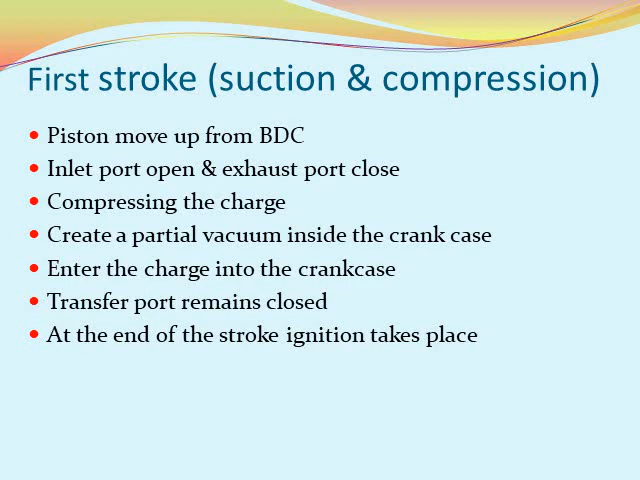 First stroke (suction & compression)
• Piston move up from BDC
• Inlet port open & exhaust port close
• Compressing the charge
• Create a partial vacuum inside the crank case
• Enter the charge into the crankcase
• Transfer port remains closed
• At the end of the stroke ignition takes place